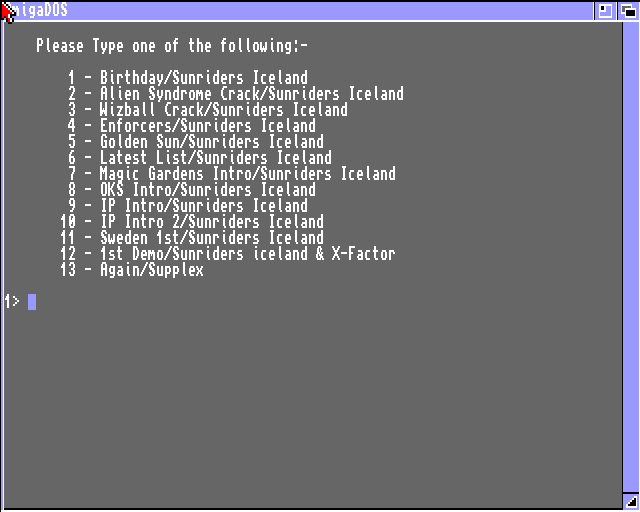 AmigaDOS
Please Type one of the following:-
1 - Birthday/Sunriders Iceland
2 - Alien Syndrome Crack/Sunriders Iceland
3 - Wizball Crack/Sunriders Iceland
4 - Enforcers/Sunriders Iceland
5 - Golden Sun/Sunriders Iceland
6 - Latest List/Sunriders Iceland
7 - Magic Gardens Intro/Sunriders Iceland
8 - OKS Intro/Sunriders Iceland
9 - IP Intro/Sunriders Iceland
10 - IP Intro 2/Sunriders Iceland
11 - Sweden 1st/Sunriders Iceland
12 - 1st Demo/Sunriders iceland & X-Factor
13 - Again/Supplex
1>